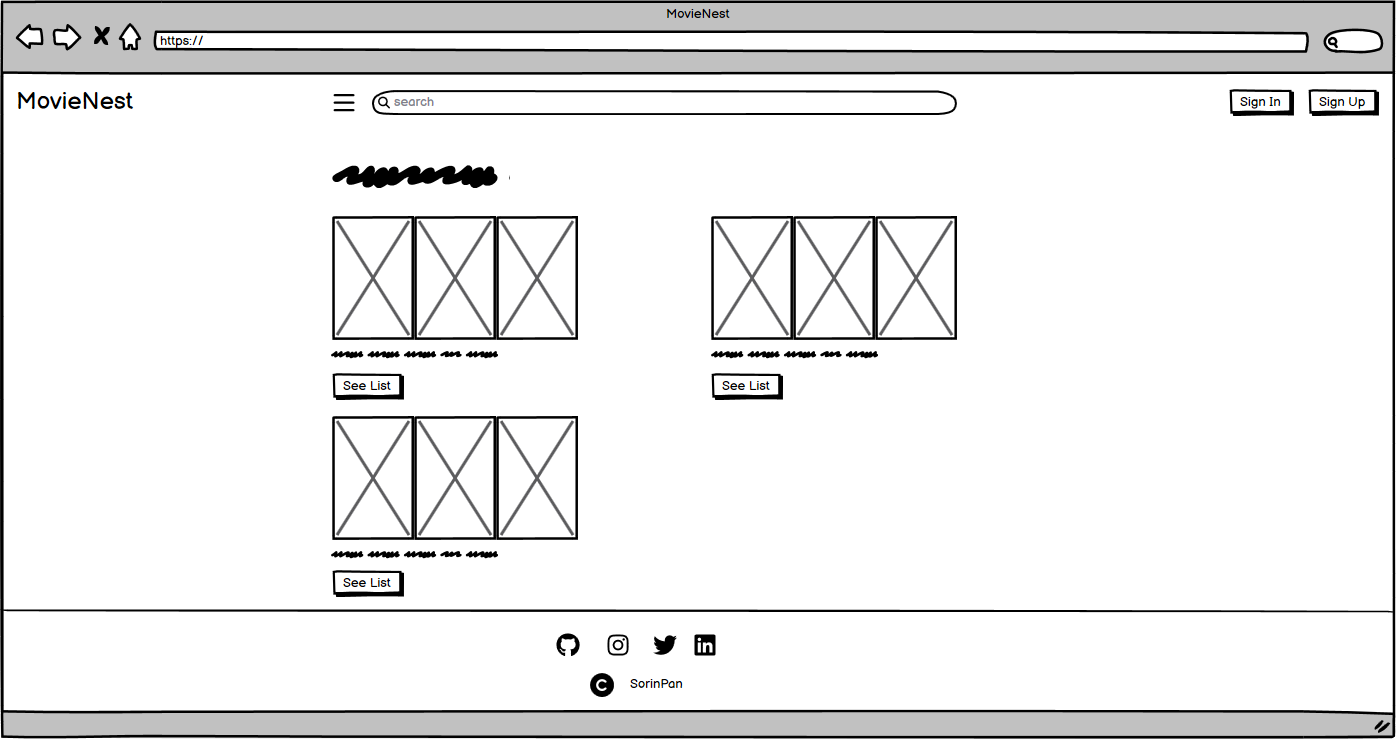 MovieNest
https://
MovieNest
search
Sign In
Sign Up
See List
See List
See List
SorinPan